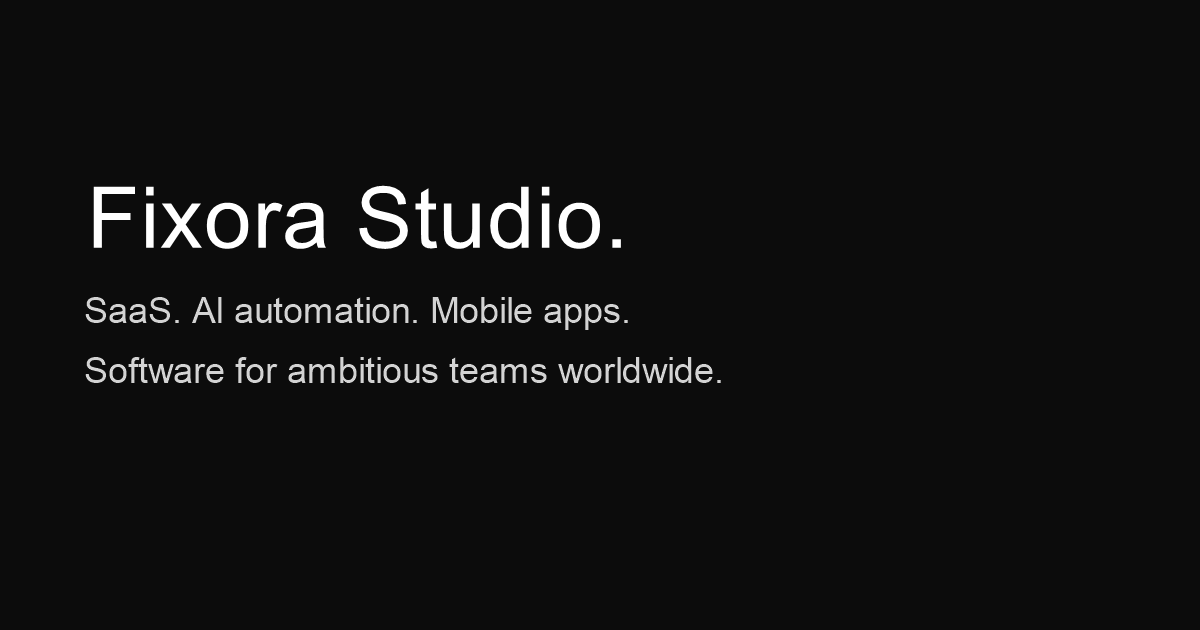 Fixora Studio.
SaaS. AI automation. Mobile apps.
Software for ambitious teams worldwide.